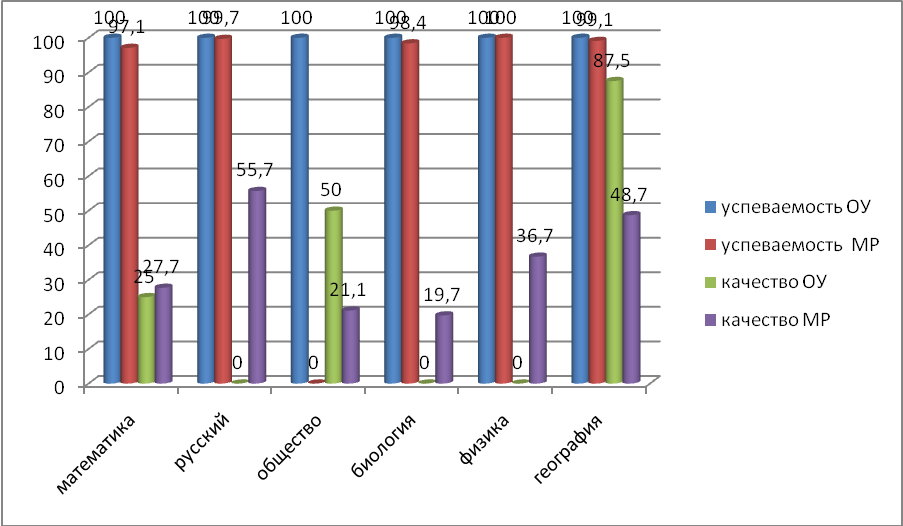 100 97,1 100 99,7 100 100 98,4 100 100 100 99,1
100
90
80
70
60
50
40
30
20
10
0
25 27,7
0 55,7
0 50 21,1
0 19,7
0 36,7
87,5 48,7
математика
русский
общество
биология
физика
география
успеваемость ОУ
успеваемость МР
качество ОУ
качество МР